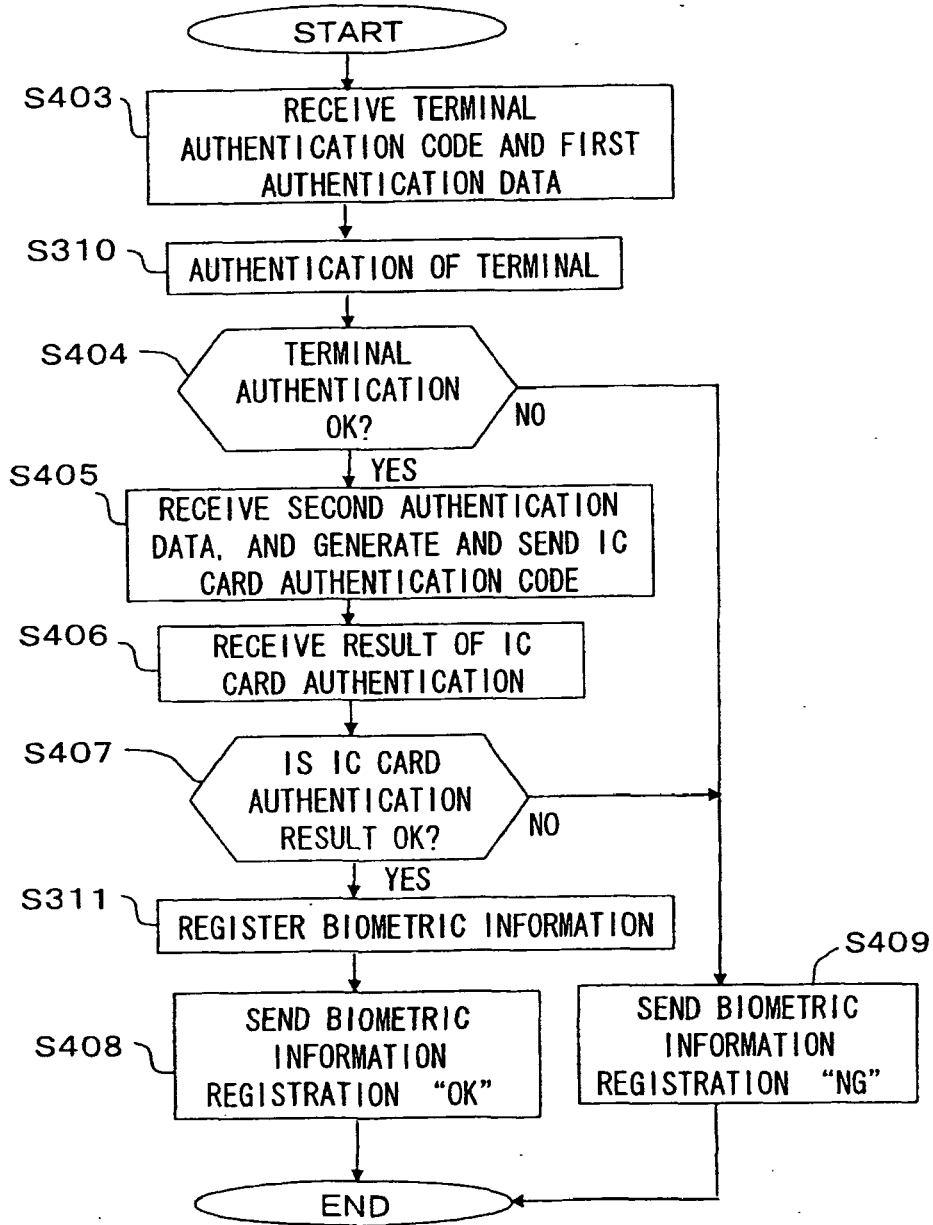 START
S403
RECEIVE TERMINAL
AUTHENTICATION CODE AND FIRST
AUTHENTICATION DATA
S310
AUTHENTICATION OF TERMINAL
S404
TERMINAL
AUTHENTICATION
OK?
NO
YES
S405
RECEIVE SECOND AUTHENTICATION
DATA, AND GENERATE AND SEND IC
CARD AUTHENTICATION CODE
S406
RECEIVE RESULT OF IC
CARD AUTHENTICATION
S407
IS IC CARD
AUTHENTICATION
RESULT OK?
NO
YES
S311
REGISTER BIOMETRIC INFORMATION
S408
SEND BIOMETRIC
INFORMATION
REGISTRATION “OK”
S409
SEND BIOMETRIC
INFORMATION
REGISTRATION “NG”
END